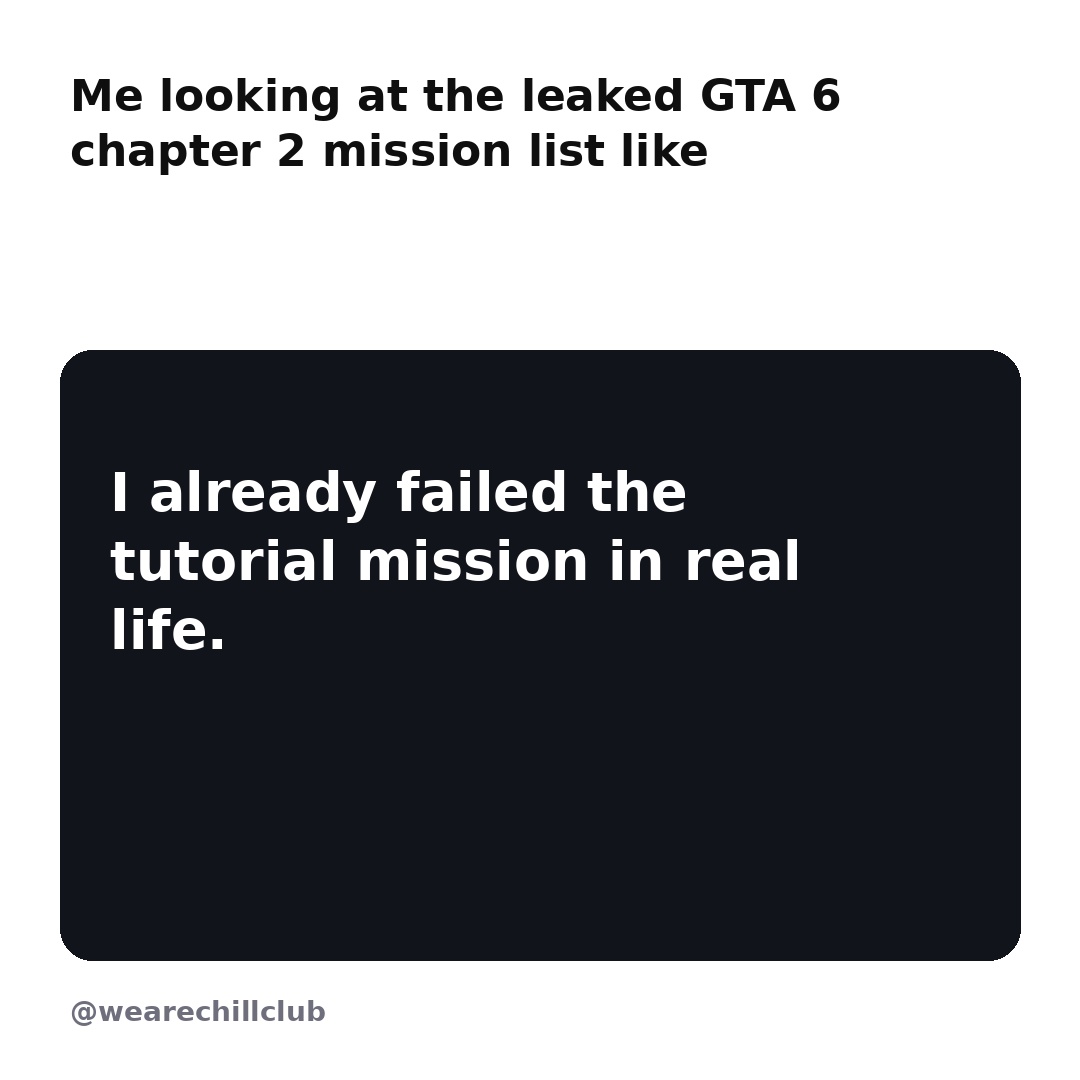 Me looking at the leaked GTA 6
chapter 2 mission list like
I already failed the
tutorial mission in real
life.
@wearechillclub